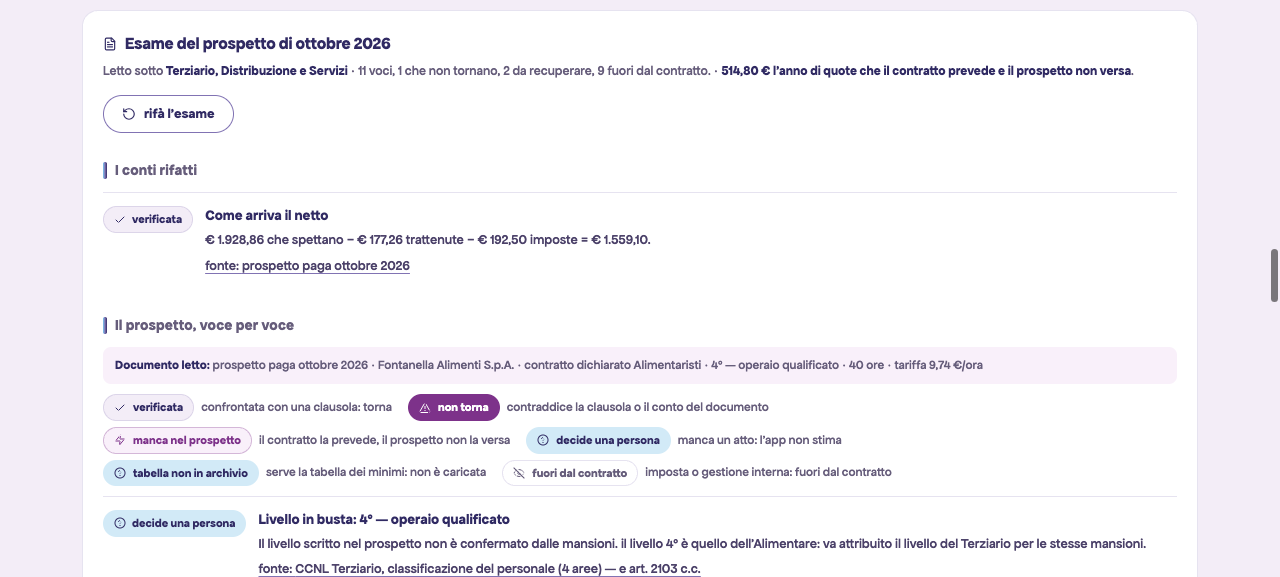 Esame del prospetto di ottobre 2026
Letto sotto Terziario, Distribuzione e Servizi · 11 voci, 1 che non tornano, 2 da recuperare, 9 fuori dal contratto. · 514,80 € l'anno di quote che il contratto prevede e il prospetto non versa.
rifà l'esame
I conti rifatti
verificata
Come arriva il netto
€ 1.928,86 che spettano − € 177,26 trattenute − € 192,50 imposte = € 1.559,10.
fonte: prospetto paga ottobre 2026
Il prospetto, voce per voce
Documento letto: prospetto paga ottobre 2026 · Fontanella Alimenti S.p.A. · contratto dichiarato Alimentaristi · 4° — operaio qualificato · 40 ore · tariffa 9,74 €/ora
verificata confrontata con una clausola: torna non torna contraddice la clausola o il conto del documento
manca nel prospetto il contratto la prevede, il prospetto non la versa decide una persona manca un atto: l'app non stima
tabella non in archivio serve la tabella dei minimi: non è caricata fuori dal contratto imposta o gestione interna: fuori dal contratto
decide una persona
Livello in busta: 4° — operaio qualificato
Il livello scritto nel prospetto non è confermato dalle mansioni. il livello 4° è quello dell'Alimentare: va attribuito il livello del Terziario per le stesse mansioni.
fonte: CCNL Terziario, classificazione del personale (4 aree) — e art. 2103 c.c.